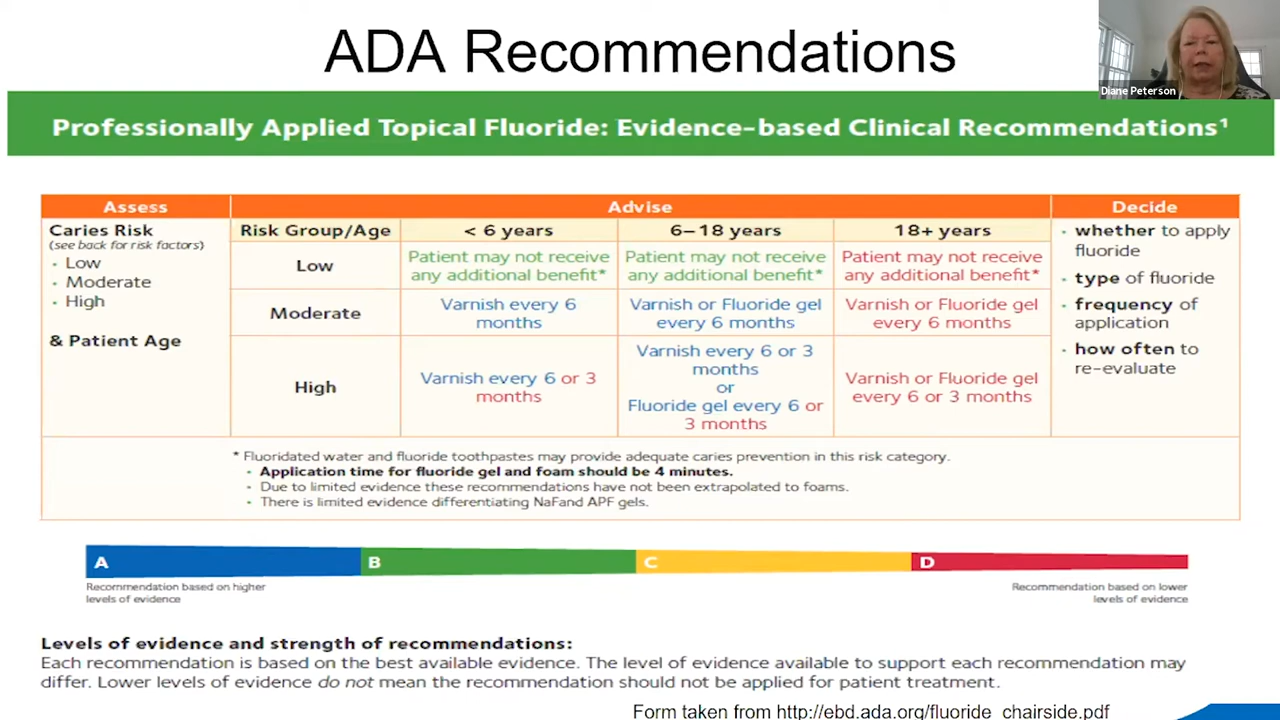 ADA Recommendations
Diane Peterson
Professionally Applied Topical Fluoride: Evidence-based Clinical Recommendations¹
Assess
Advise
Decide
Caries Risk
(see back for risk factors)
• Low
• Moderate
• High
& Patient Age
Risk Group/Age
< 6 years
6–18 years
18+ years
Low
Patient may not receive
any additional benefit*
Patient may not receive
any additional benefit*
Patient may not receive
any additional benefit*
Moderate
Varnish every 6
months
Varnish or Fluoride gel
every 6 months
Varnish or Fluoride gel
every 6 months
High
Varnish every 6 or 3
months
Varnish every 6 or 3
months
or
Fluoride gel every 6 or
3 months
Varnish or Fluoride gel
every 6 or 3 months
• whether to apply
fluoride
• type of fluoride
• frequency of
application
• how often to
re-evaluate
* Fluoridated water and fluoride toothpastes may provide adequate caries prevention in this risk category.
• Application time for fluoride gel and foam should be 4 minutes.
• Due to limited evidence these recommendations have not been extrapolated to foams.
• There is limited evidence differentiating NaFand APF gels.
A
B
C
D
Recommendation based on higher
levels of evidence
Recommendation based on lower
levels of evidence
Levels of evidence and strength of recommendations:
Each recommendation is based on the best available evidence. The level of evidence available to support each recommendation may
differ. Lower levels of evidence do not mean the recommendation should not be applied for patient treatment.
Form taken from http://ebd.ada.org/fluoride_chairside.pdf